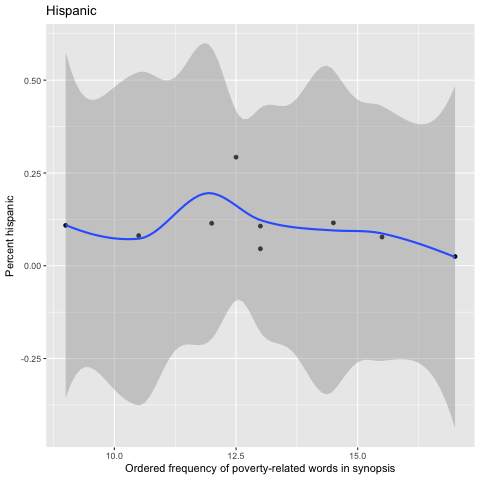 Hispanic
Percent hispanic
0.50
0.25
0.00
-0.25
10.0
12.5
15.0
Ordered frequency of poverty-related words in synopsis